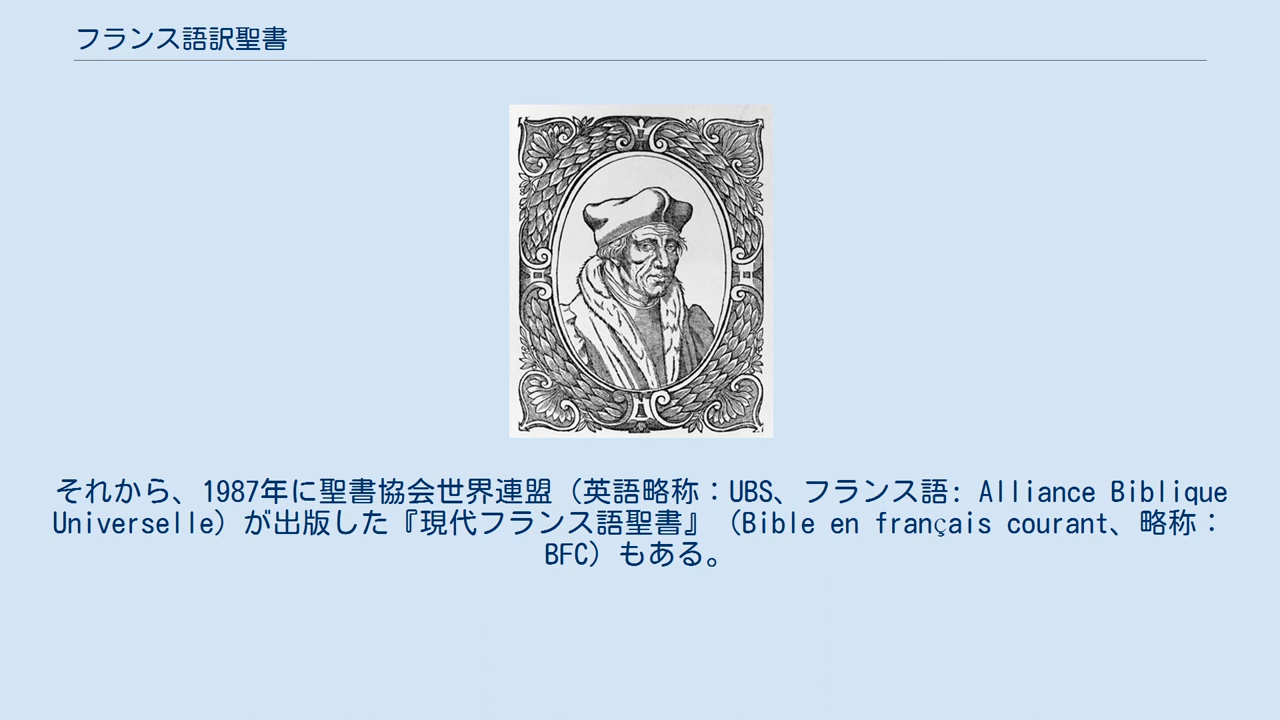 フランス語訳聖書
それから、1987年に聖書協会世界連盟（英語略称：UBS、フランス語: Alliance Biblique
Universelle）が出版した『現代フランス語聖書』（Bible en français courant、略称：
BFC）もある。